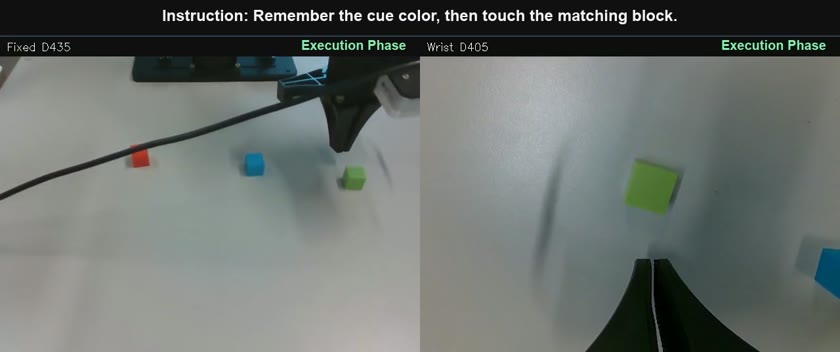 Instruction: Remember the cue color, then touch the matching block.
Fixed D435
Execution Phase
Wrist D405
Execution Phase